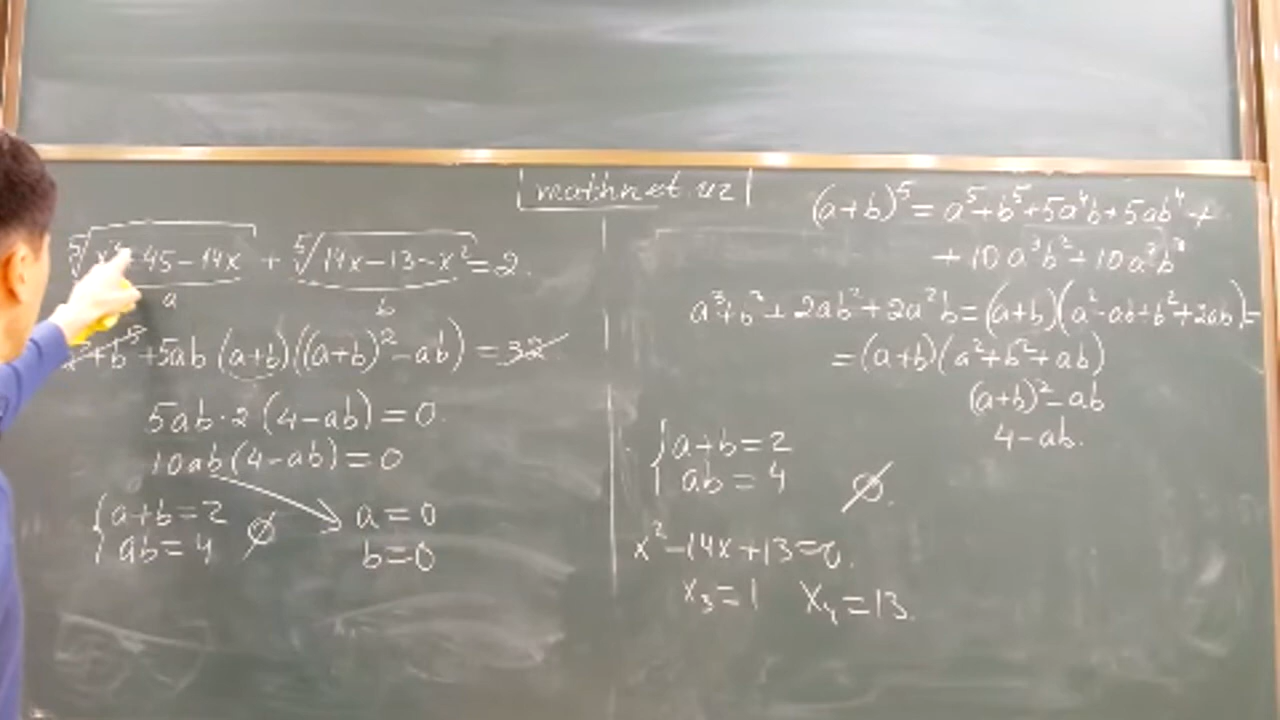 mathnet.uz
⁵√(x²+45-14x) + ⁵√(14x-13-x²) = 2.
a b
a⁵+b⁵+5ab(a+b)((a+b)²-ab) = 32
5ab·2(4-ab)=0.
10ab(4-ab)=0
{a+b=2
ab=4 ∅
a=0
b=0
(a+b)⁵ = a⁵+b⁵+5a⁴b+5ab⁴+
+10a³b²+10a²b³
a³+b³+2ab²+2a²b=(a+b)(a²-ab+b²+2ab)=
=(a+b)(a²+b²+ab)
(a+b)²-ab
4-ab.
{a+b=2
ab=4 ∅.
x²-14x+13=0.
x₃=1 x₄=13.